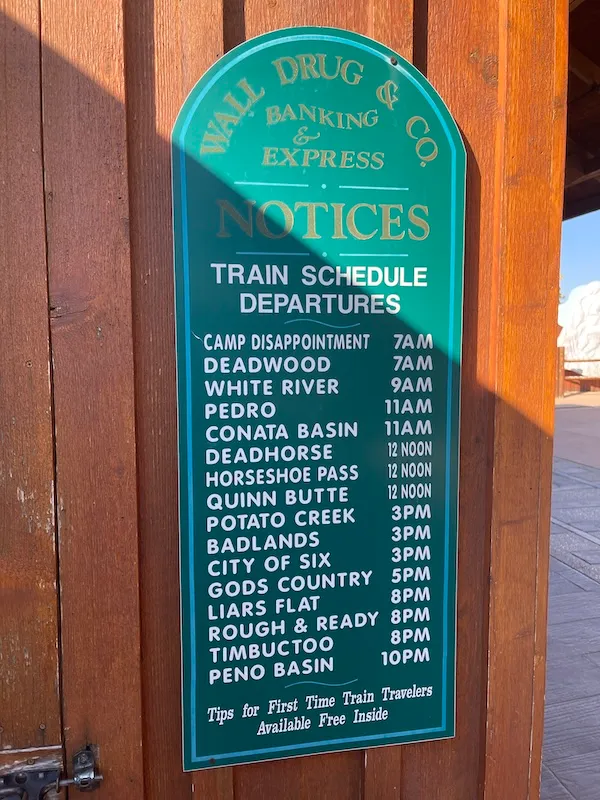 WALL DRUG & CO.
BANKING
&
EXPRESS
NOTICES
TRAIN SCHEDULE
DEPARTURES
CAMP DISAPPOINTMENT 7AM
DEADWOOD 7AM
WHITE RIVER 9AM
PEDRO 11AM
CONATA BASIN 11AM
DEADHORSE 12 NOON
HORSESHOE PASS 12 NOON
QUINN BUTTE 12 NOON
POTATO CREEK 3PM
BADLANDS 3PM
CITY OF SIX 3PM
GODS COUNTRY 5PM
LIARS FLAT 8PM
ROUGH & READY 8PM
TIMBUCTOO 8PM
PENO BASIN 10PM
Tips for First Time Train Travelers
Available Free Inside